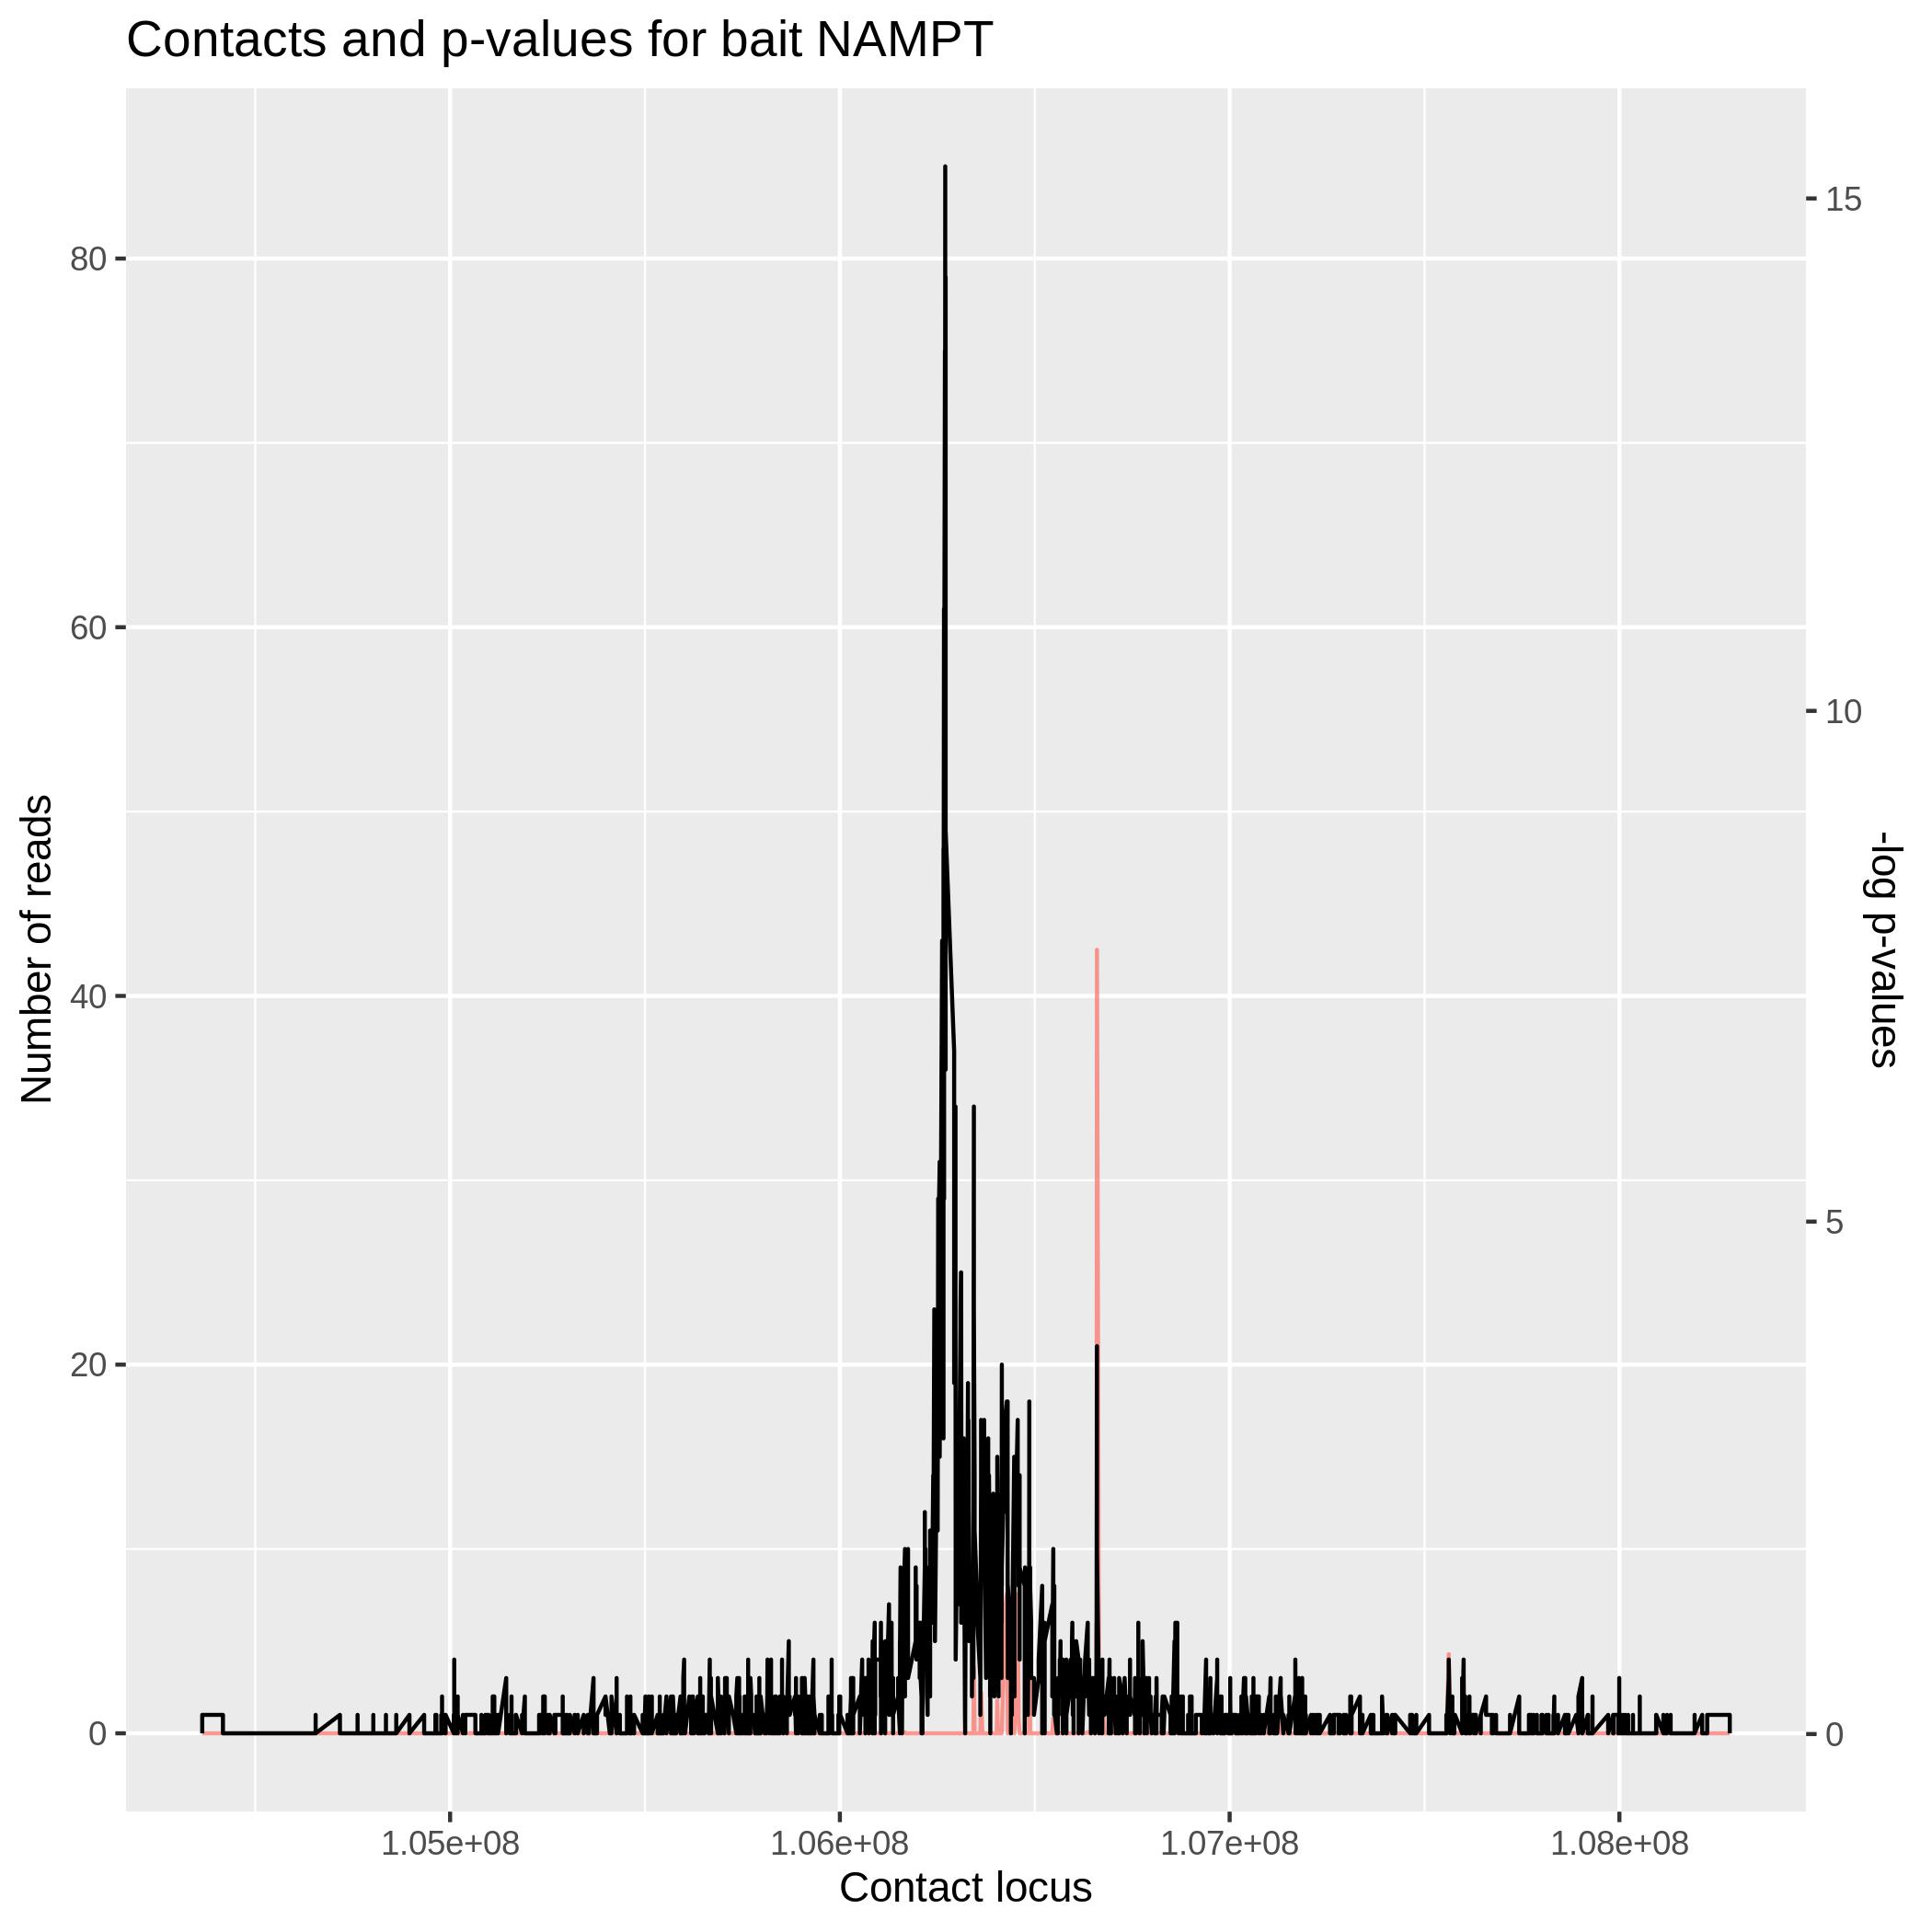 Contacts and p-values for bait NAMPT
80
60
40
20
0
Number of reads
15
10
5
0
-log p-values
1.05e+08
1.06e+08
1.07e+08
1.08e+08
Contact locus